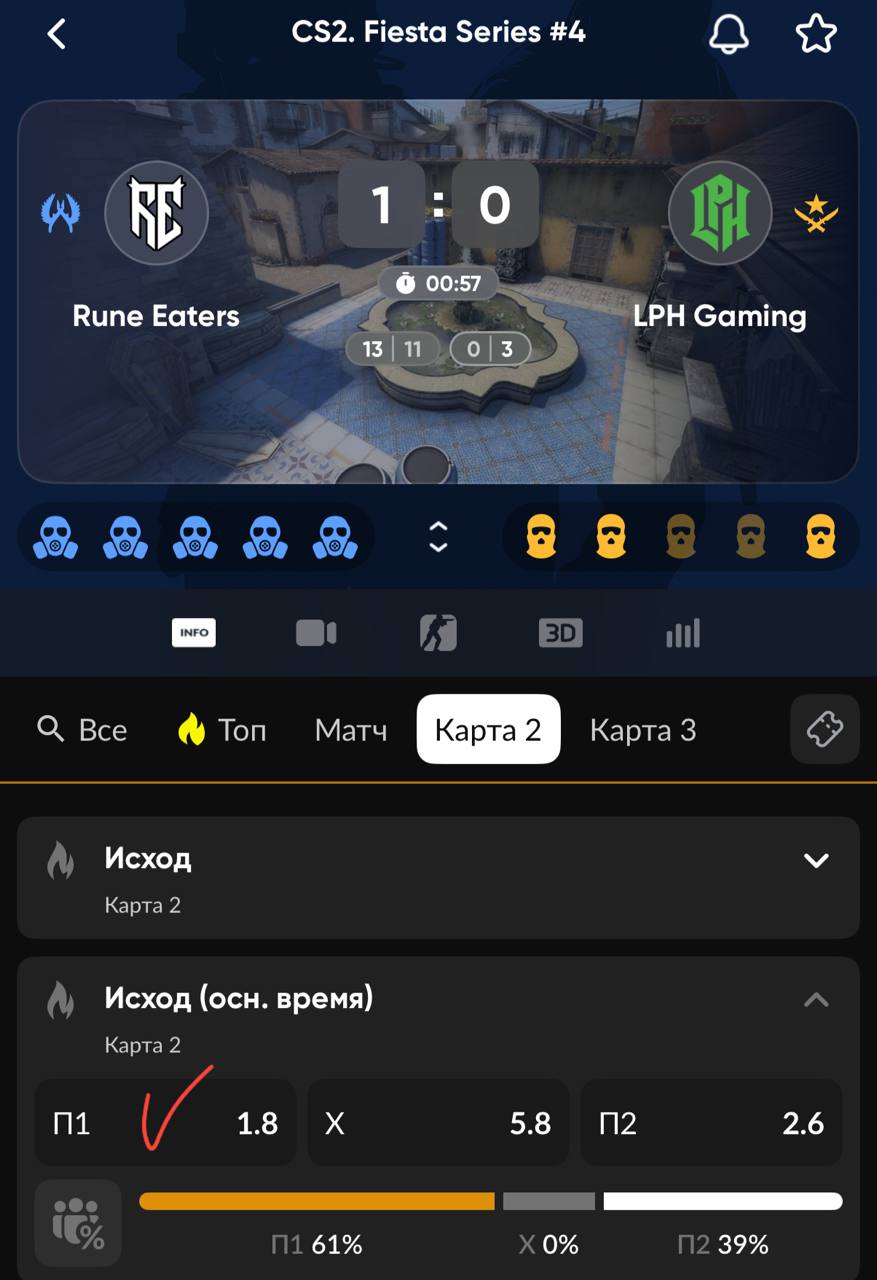 CS2. Fiesta Series #4
RE
1 : 0
LPH
00:57
Rune Eaters
LPH Gaming
13 | 11
0 | 3
INFO
3D
Все
Топ
Матч
Карта 2
Карта 3
Исход
Карта 2
Исход (осн. время)
Карта 2
П1 1.8
X 5.8
П2 2.6
%
П1 61%
X 0%
П2 39%